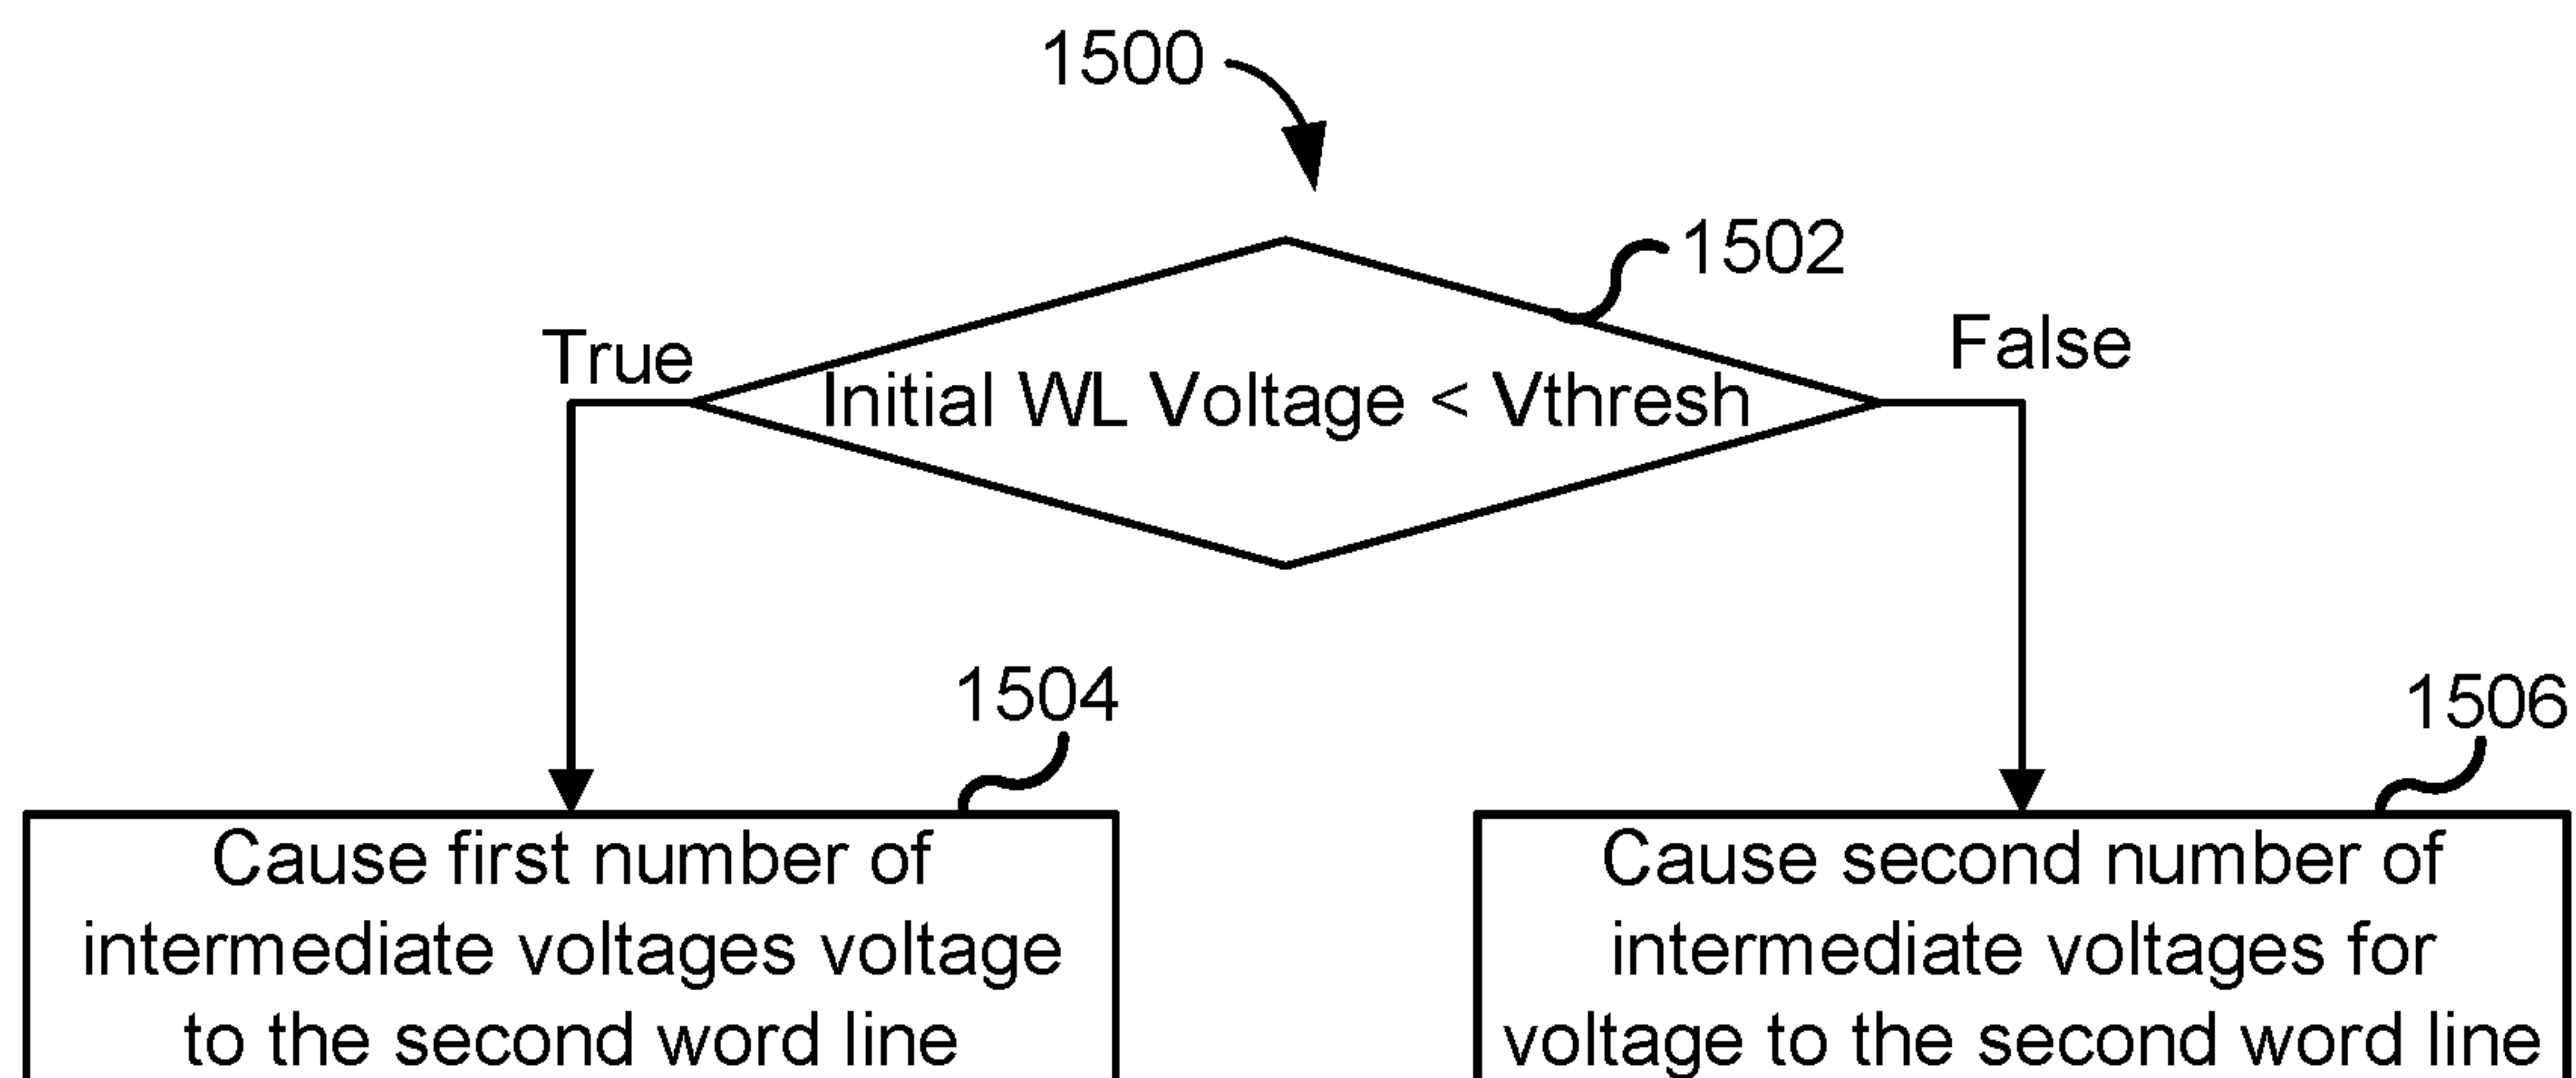 1500
1502
True
False
Initial WL Voltage < Vthresh
1504
1506
Cause first number of
intermediate voltages voltage
to the second word line
Cause second number of
intermediate voltages for
voltage to the second word line